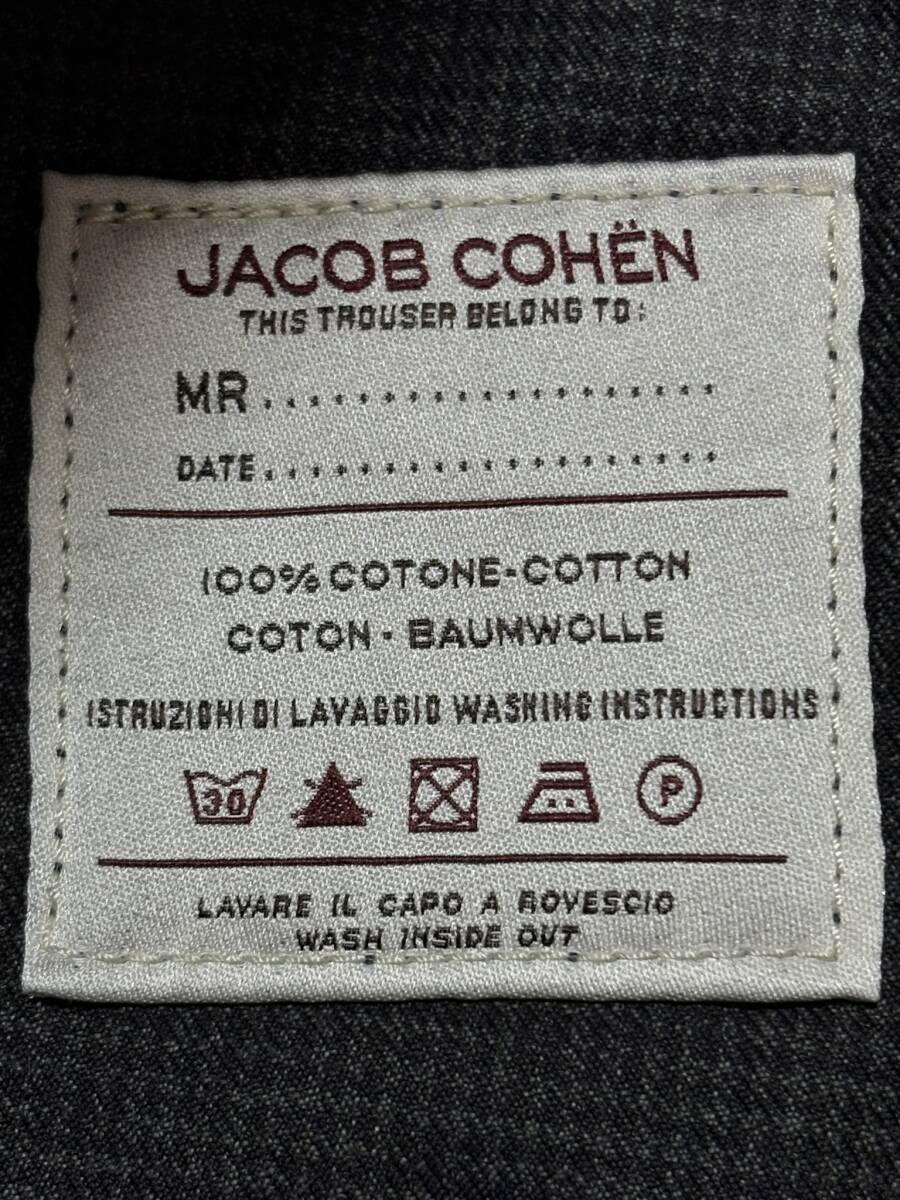 JACOB COHËN
THIS TROUSER BELONG TO:
MR....................
DATE....................
100% COTONE-COTTON
COTON - BAUMWOLLE
ISTRUZIONI DI LAVAGGIO WASHING INSTRUCTIONS
30 P
LAVARE IL CAPO A ROVESCIO
WASH INSIDE OUT